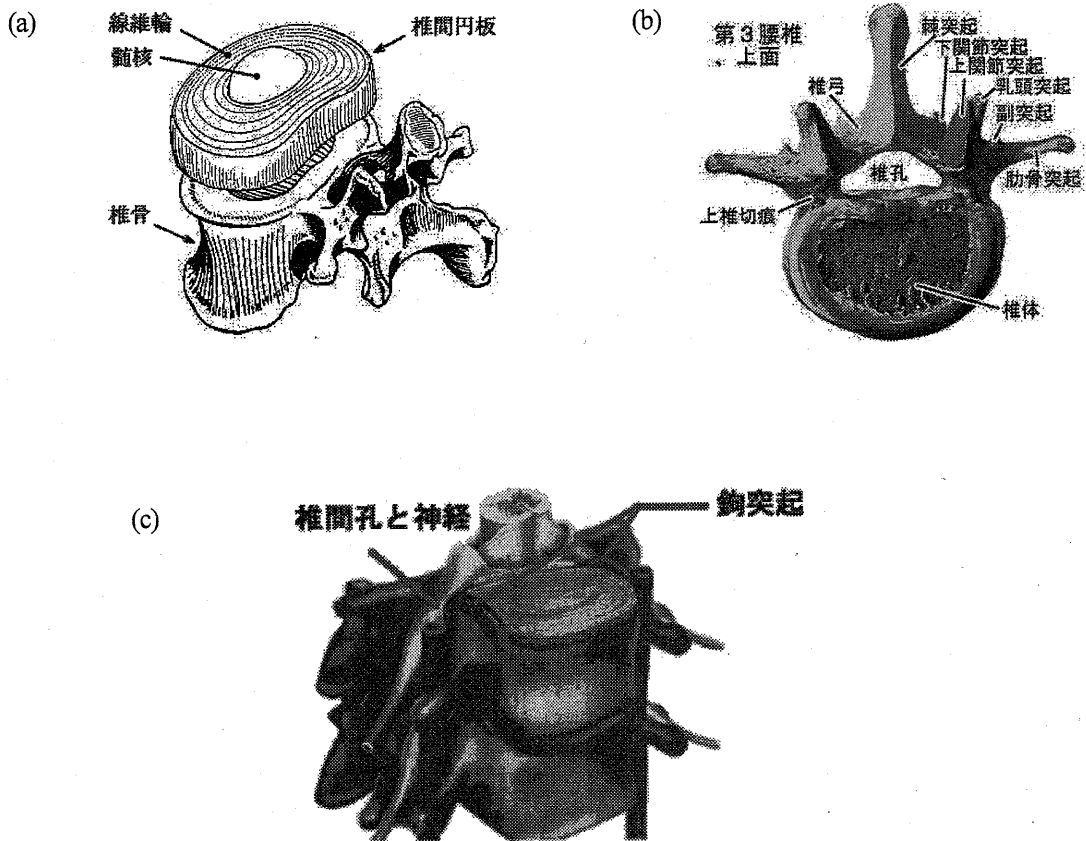 (a)
線維輪
髄核
椎間円板
椎骨
(b)
第3腰椎
上面
棘突起
下関節突起
上関節突起
乳頭突起
副突起
椎弓
椎孔
肋骨突起
上椎切痕
椎体
(c)
椎間孔と神経
鉤突起